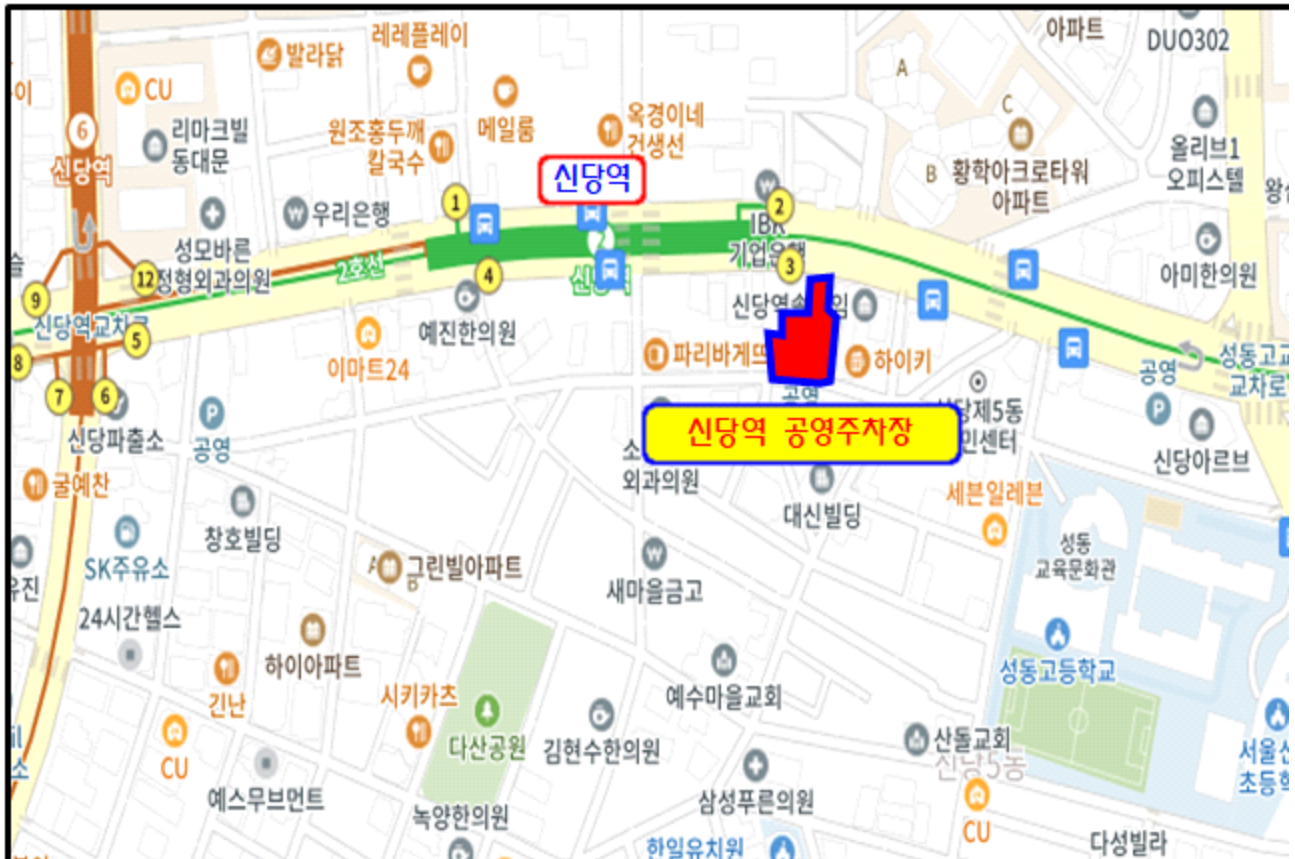 아파트
DUO302
레레플레이
발라닭
CU
메일룸
옥경이네
건생선
A
C
6
신당역
리마크빌
동대문
원조홍두깨
칼국수
올리브1
오피스텔
B
황학아크로타워
아파트
신당역
1
2
우리은행
성모바른
정형외과의원
IBK
기업은행
아미한의원
2호선
12
9
4
3
예진한의원
5
8
이마트24
파리바게뜨
하이키
공영
성동고교
교차로
7
6
신당파출소
P
공영
공영
P
신당역 공영주차장
외과의원
신당아르브
굴예찬
창호빌딩
대신빌딩
세븐일레븐
SK주유소
A
B
그린빌아파트
성동
교육문화관
새마을금고
24시간헬스
하이아파트
성동고등학교
긴난
시키카츠
예수마을교회
다산공원
김현수한의원
산돌교회
신당5동
CU
예스무브먼트
삼성푸른의원
CU
녹양한의원
한일유치원
다성빌라